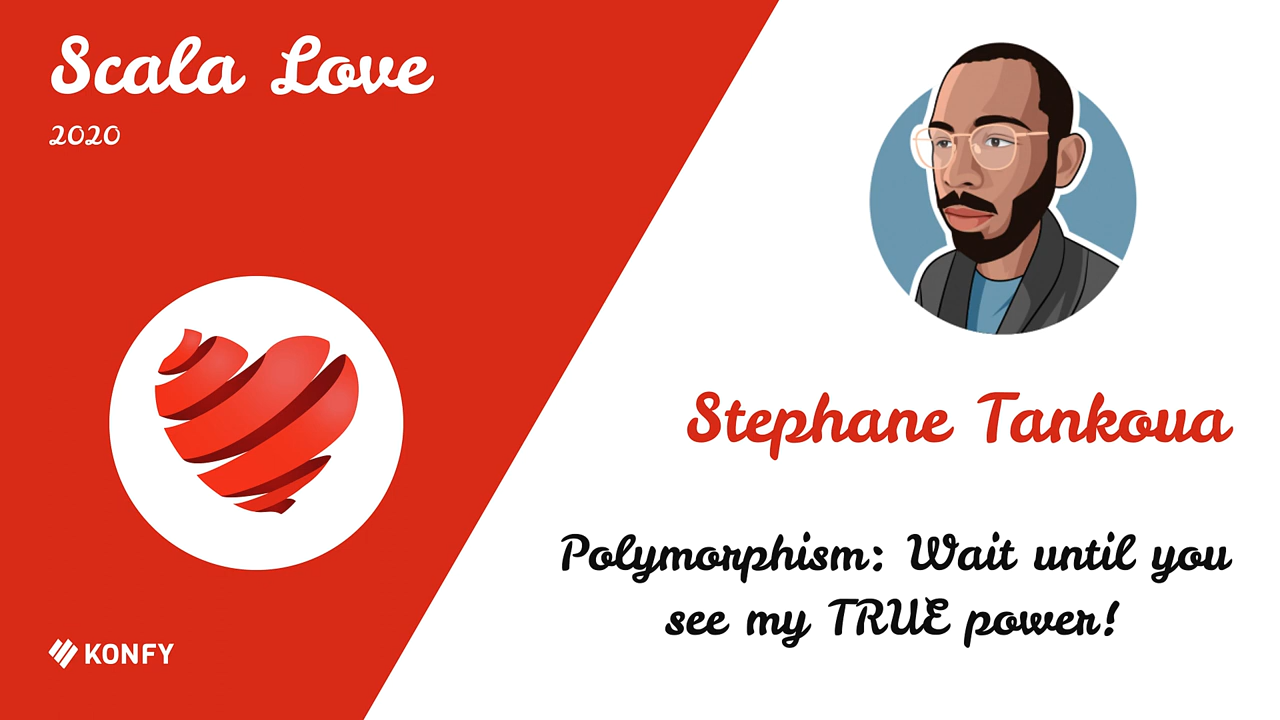 Scala Love
2020
Stephane Tankoua
Polymorphism: Wait until you
see my TRUE power!
KONFY